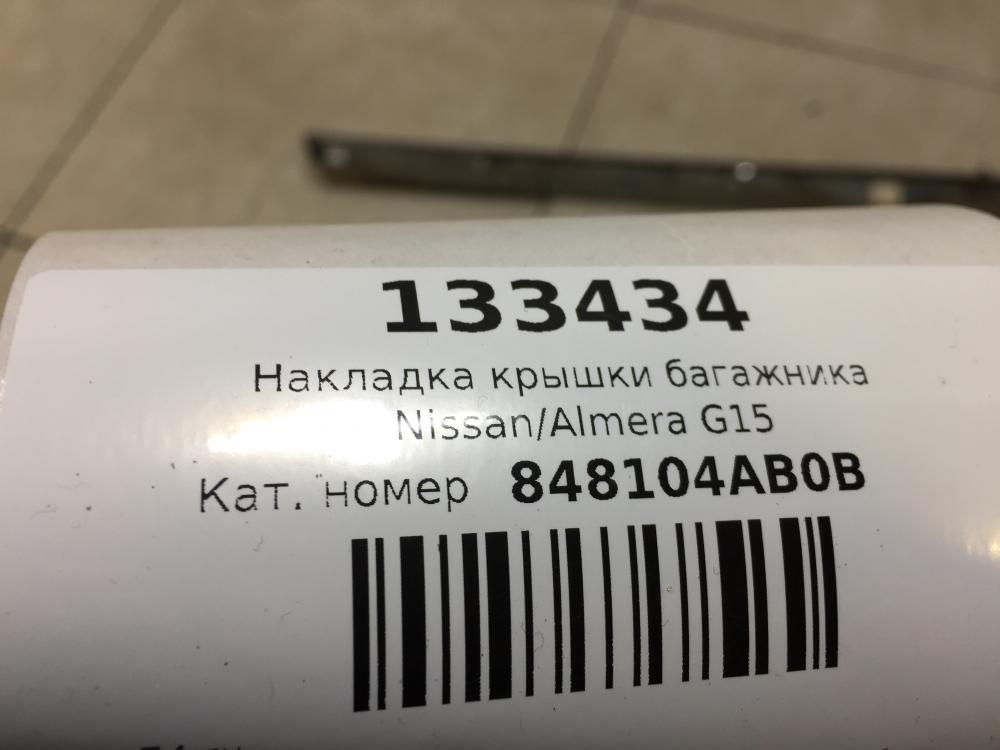 133434
Накладка крышки багажника
Nissan/Almera G15
Кат. номер 848104AB0B